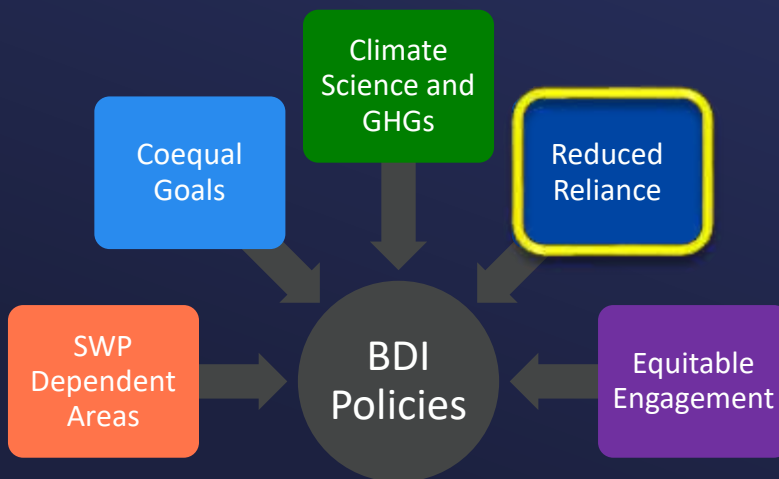 Climate
Science and
GHGs
Coequal
Goals
Reduced
Reliance
SWP
Dependent
Areas
BDI
Policies
Equitable
Engagement